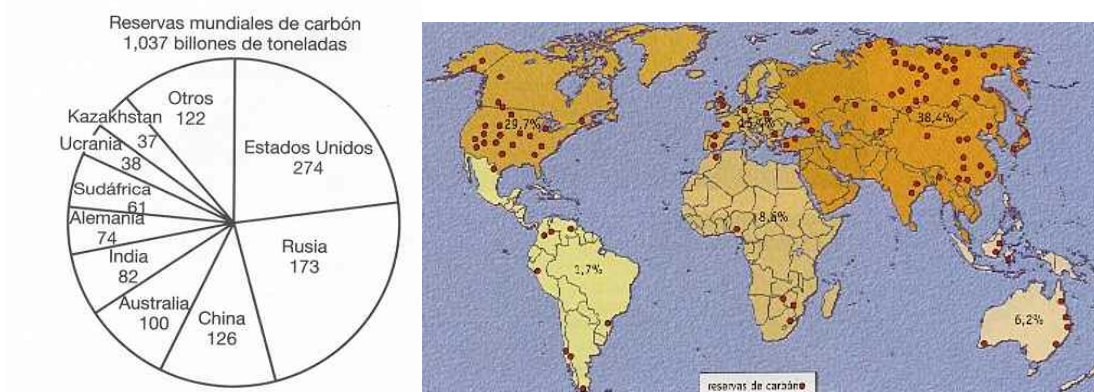 Reservas mundiales de carbón
1,037 billones de toneladas
Otros
122
Kazakhstan
37
Ucrania
38
Sudáfrica
61
Alemania
74
India
82
Australia
100
China
126
Rusia
173
Estados Unidos
274
29,7%
15,4%
38,4%
8,6%
1,7%
6,2%
reservas de carbón